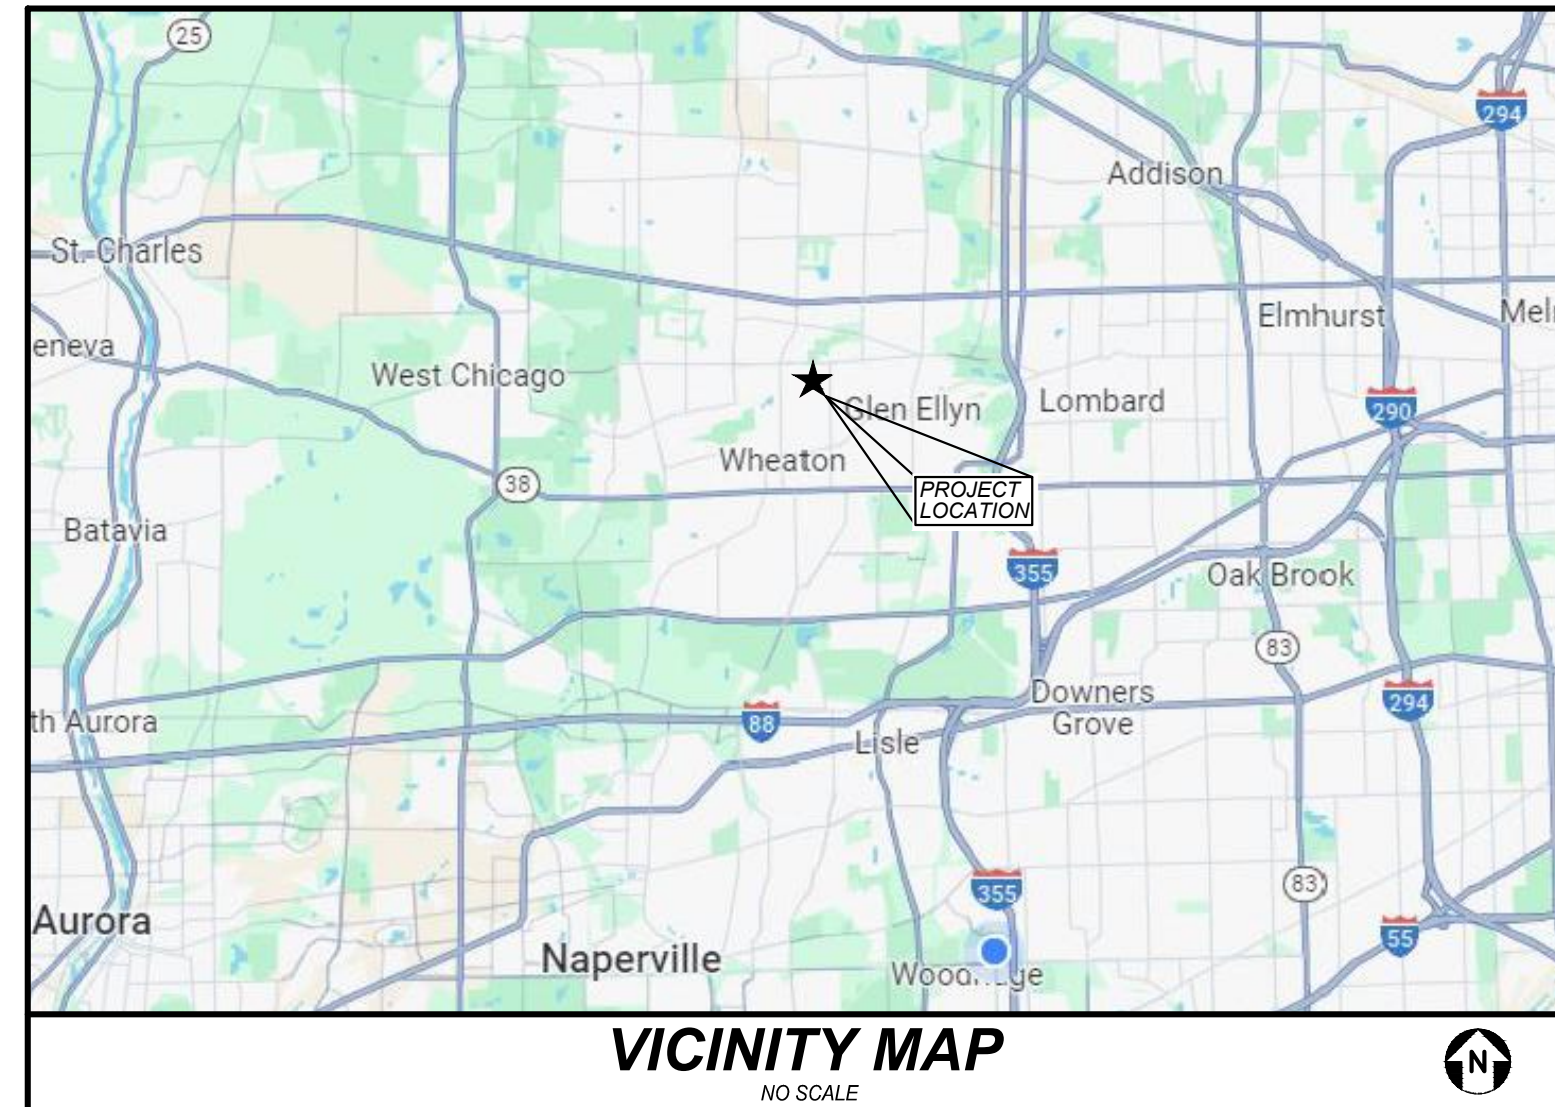 25
294
Addison
St. Charles
Elmhurst
eneva
West Chicago
Glen Ellyn
Lombard
290
Wheaton
38
PROJECT
LOCATION
Batavia
355
Oak Brook
83
Downers
Grove
294
th Aurora
88
Lisle
83
355
Aurora
55
Naperville
VICINITY MAP
NO SCALE
N